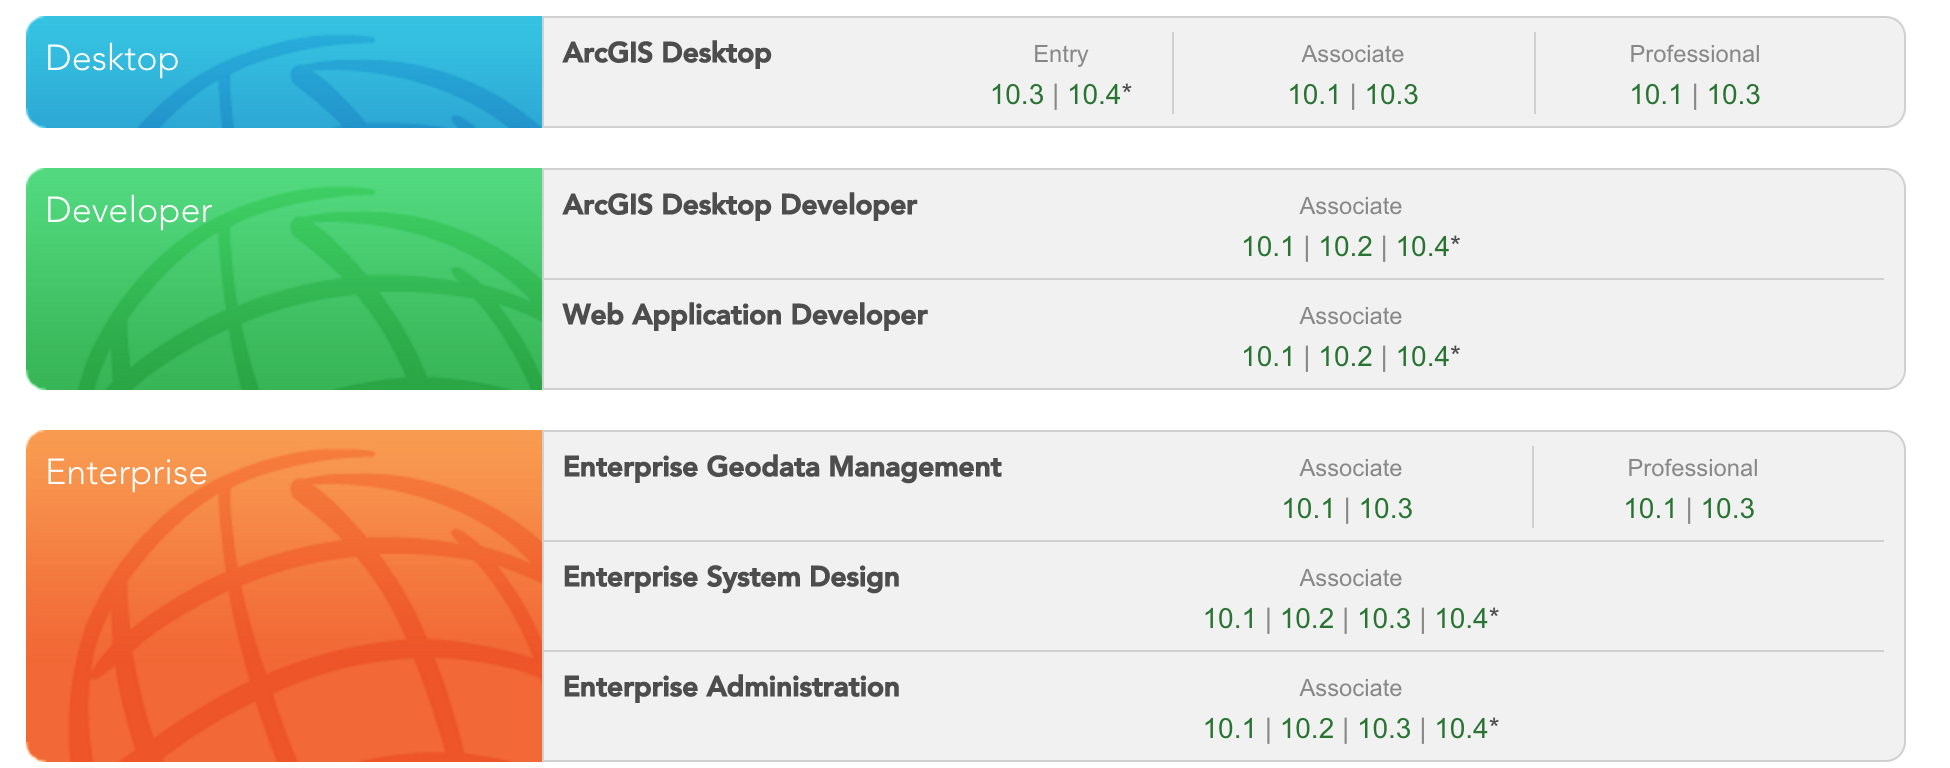 Desktop
ArcGIS Desktop
Entry
10.3 | 10.4*
Associate
10.1 | 10.3
Professional
10.1 | 10.3
Developer
ArcGIS Desktop Developer
Associate
10.1 | 10.2 | 10.4*
Web Application Developer
Associate
10.1 | 10.2 | 10.4*
Enterprise
Enterprise Geodata Management
Associate
10.1 | 10.3
Professional
10.1 | 10.3
Enterprise System Design
Associate
10.1 | 10.2 | 10.3 | 10.4*
Enterprise Administration
Associate
10.1 | 10.2 | 10.3 | 10.4*